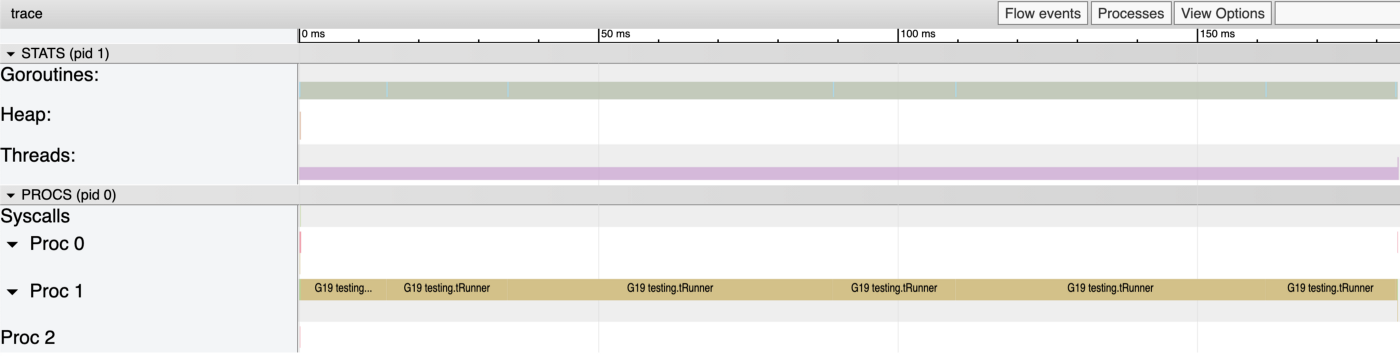 trace Flow events Processes View Options
0 ms 50 ms 100 ms 150 ms
STATS (pid 1)
Goroutines:
Heap:
Threads:
PROCS (pid 0)
Syscalls
Proc 0
Proc 1 G19 testing... G19 testing.tRunner G19 testing.tRunner G19 testing.tRunner G19 testing.tRunner G19 testing.tRunner
Proc 2